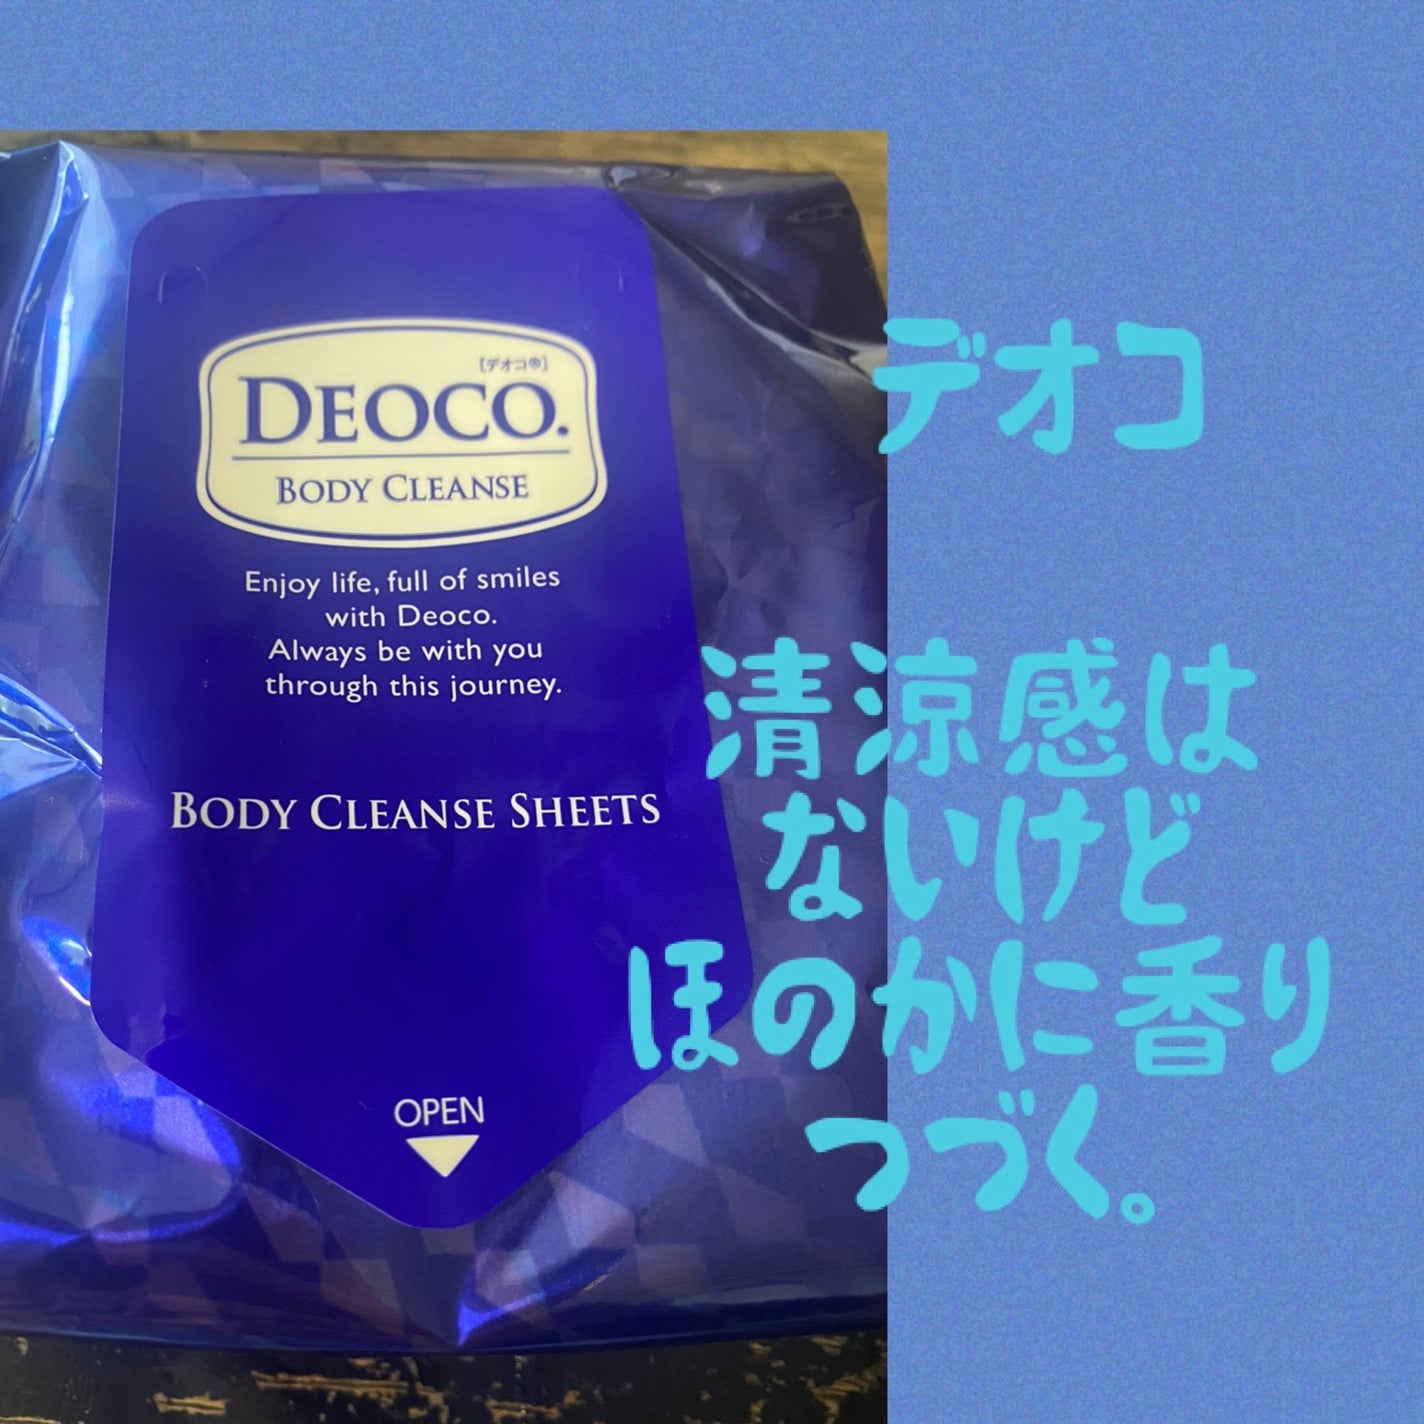 [デオコ®]
DEOCO.
BODY CLEANSE
Enjoy life, full of smiles
with Deoco.
Always be with you
through this journey.
BODY CLEANSE SHEETS
OPEN
デオコ
清涼感は
ないけど
ほのかに香り
つづく。